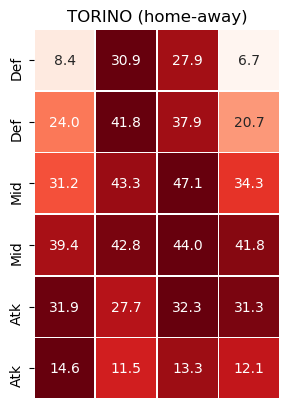 TORINO (home-away)
Def 8.4 30.9 27.9 6.7
Def 24.0 41.8 37.9 20.7
Mid 31.2 43.3 47.1 34.3
Mid 39.4 42.8 44.0 41.8
Atk 31.9 27.7 32.3 31.3
Atk 14.6 11.5 13.3 12.1